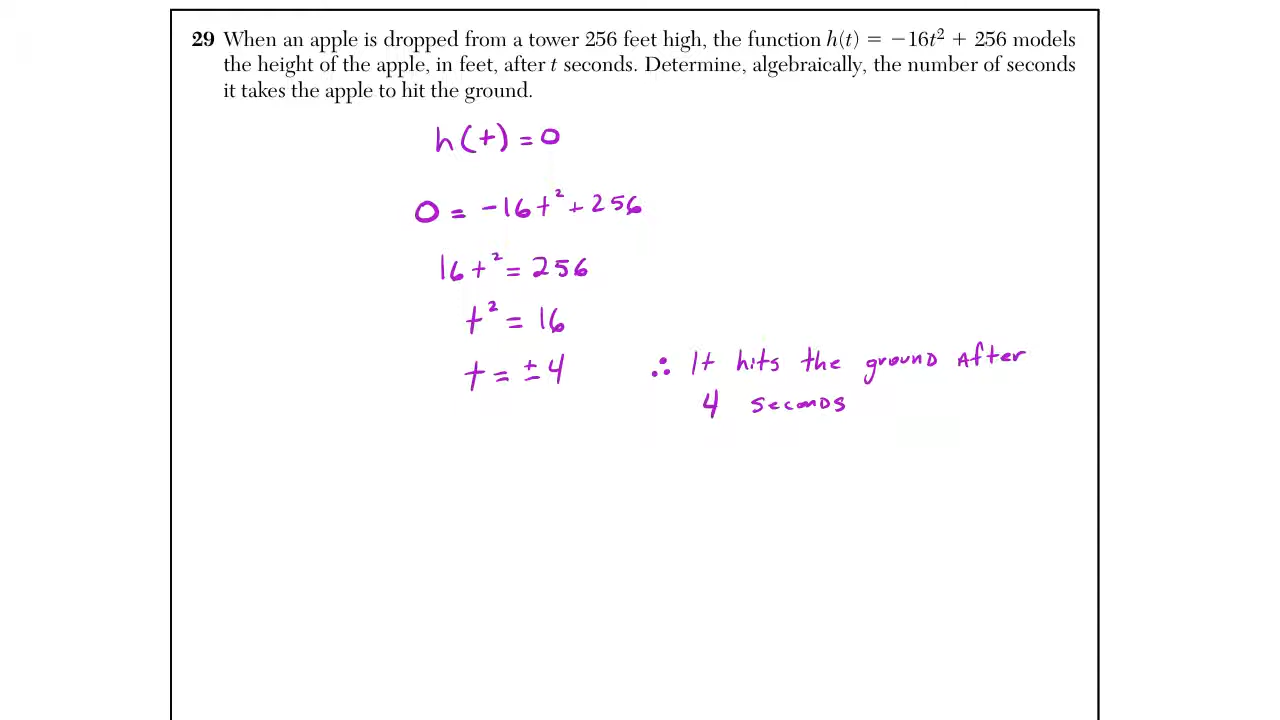 29 When an apple is dropped from a tower 256 feet high, the function h(t) = −16t² + 256 models
the height of the apple, in feet, after t seconds. Determine, algebraically, the number of seconds
it takes the apple to hit the ground.
h(t) = 0
0 = -16t² + 256
16t² = 256
t² = 16
t = ±4
∴ It hits the ground After
4 seconds